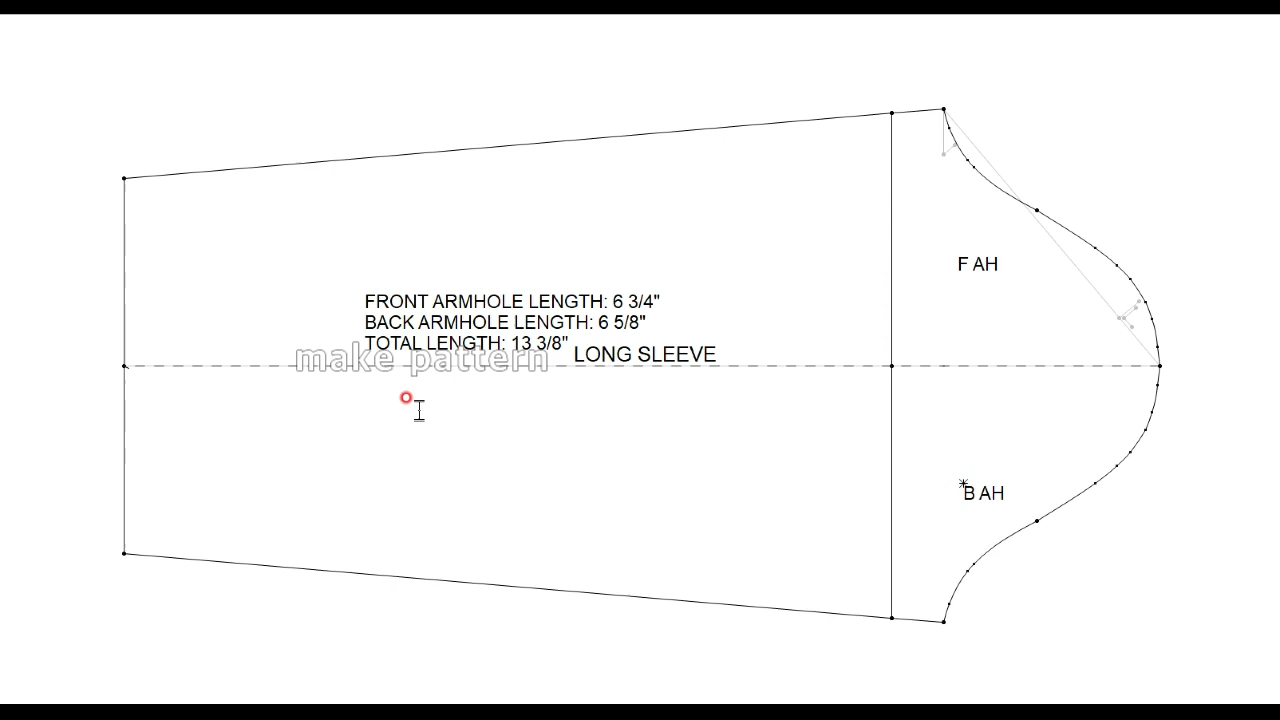 F AH
FRONT ARMHOLE LENGTH: 6 3/4"
BACK ARMHOLE LENGTH: 6 5/8"
TOTAL LENGTH: 13 3/8"
make pattern
LONG SLEEVE
B AH